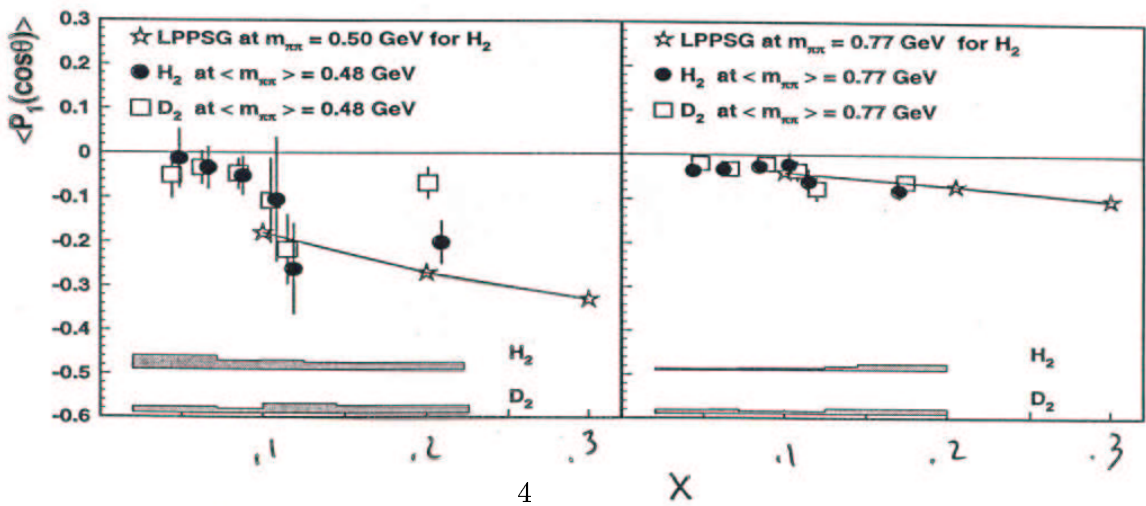 <P₁(cosθ)>
0.3
0.2
0.1
0
-0.1
-0.2
-0.3
-0.4
-0.5
-0.6
☆ LPPSG at mππ = 0.50 GeV for H₂
● H₂ at < mππ > = 0.48 GeV
□ D₂ at < mππ > = 0.48 GeV
H₂
D₂
.1
.2
.3
☆ LPPSG at mππ = 0.77 GeV for H₂
● H₂ at < mππ > = 0.77 GeV
□ D₂ at < mππ > = 0.77 GeV
H₂
D₂
.1
.2
.3
4
X